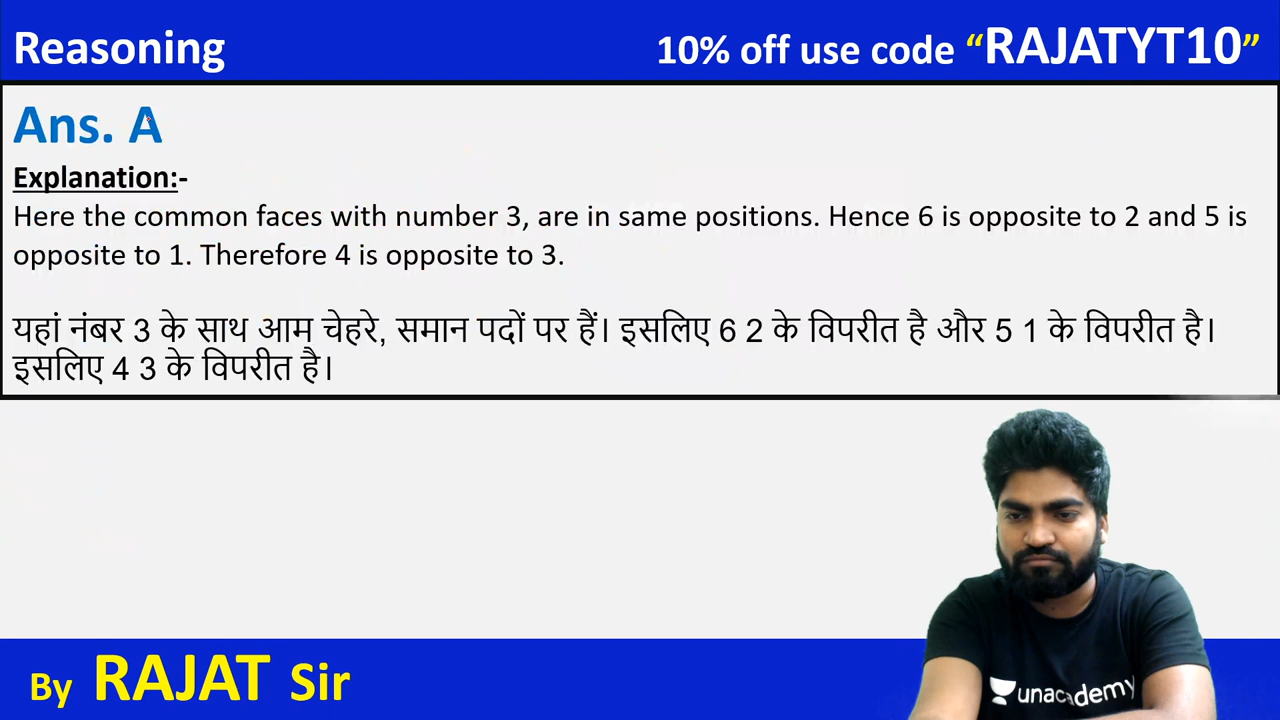 Reasoning
10% off use code “RAJATYT10”
Ans. A
Explanation:-
Here the common faces with number 3, are in same positions. Hence 6 is opposite to 2 and 5 is
opposite to 1. Therefore 4 is opposite to 3.
यहां नंबर 3 के साथ आम चेहरे, समान पदों पर हैं। इसलिए 6 2 के विपरीत है और 5 1 के विपरीत है।
इसलिए 4 3 के विपरीत है।
By RAJAT Sir
unacademy